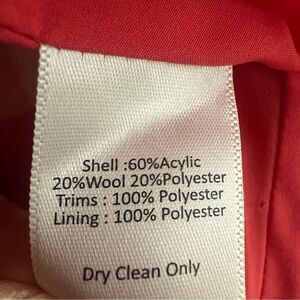 Shell :60%Acylic
20%Wool 20%Polyester
Trims : 100% Polyester
Lining : 100% Polyester
Dry Clean Only